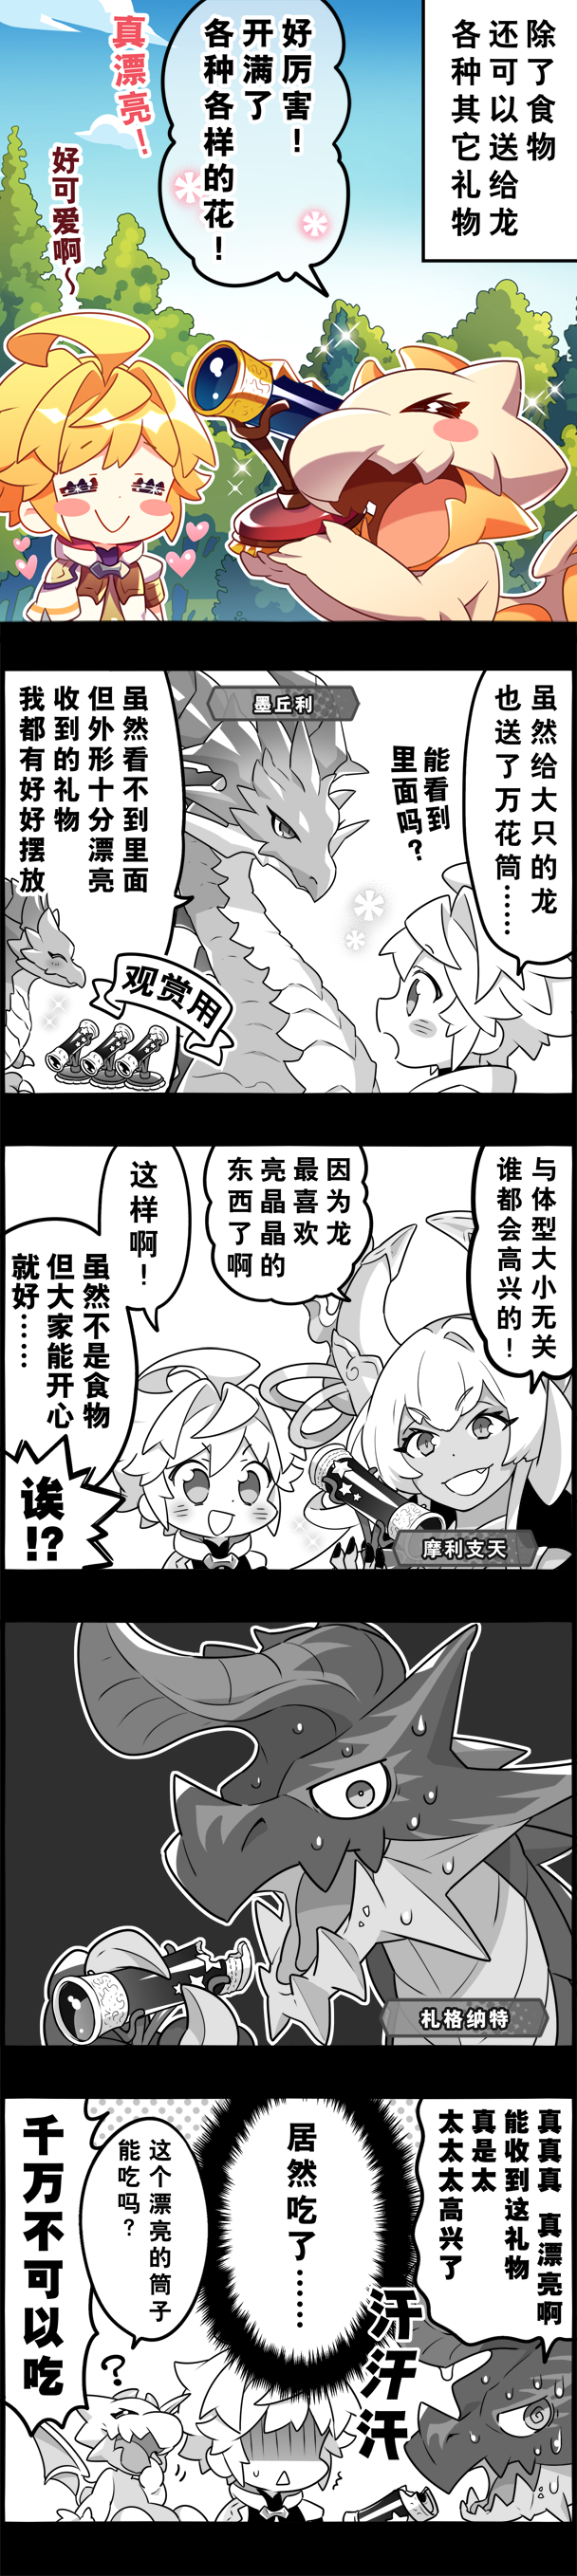 除了食物
还可以送给龙
各种其它礼物
好厉害！
开满了
各种各样的花！
真漂亮！
好可爱啊～
虽然给大只的龙
也送了万花筒……
能看到
里面吗？
墨丘利
虽然看不到里面
但外形十分漂亮
收到的礼物
我都有好好摆放
观赏用
与体型大小无关
谁都会高兴的！
因为龙
最喜欢
亮晶晶的
东西了啊
这样啊！
虽然不是食物
但大家能开心
就好……
诶!?
摩利支天
札格纳特
真真真 真漂亮啊
能收到这礼物
真是太
太太太高兴了
居然吃了……
汗汗汗
这个漂亮的筒子
能吃吗？
？
千万不可以吃